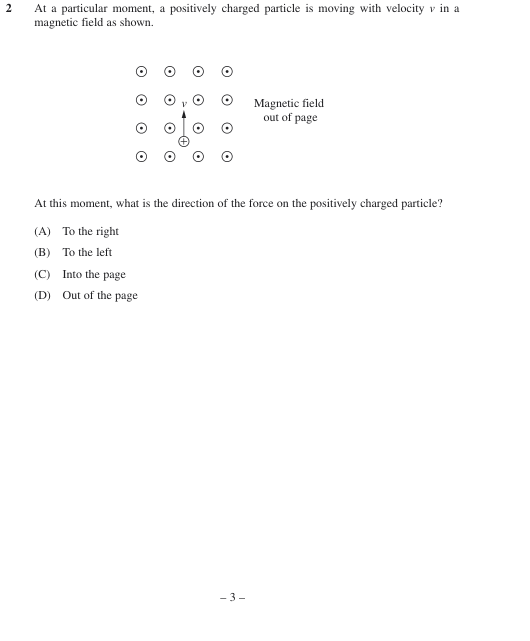 2 At a particular moment, a positively charged particle is moving with velocity v in a
magnetic field as shown.
v
Magnetic field
out of page
At this moment, what is the direction of the force on the positively charged particle?
(A) To the right
(B) To the left
(C) Into the page
(D) Out of the page
– 3 –